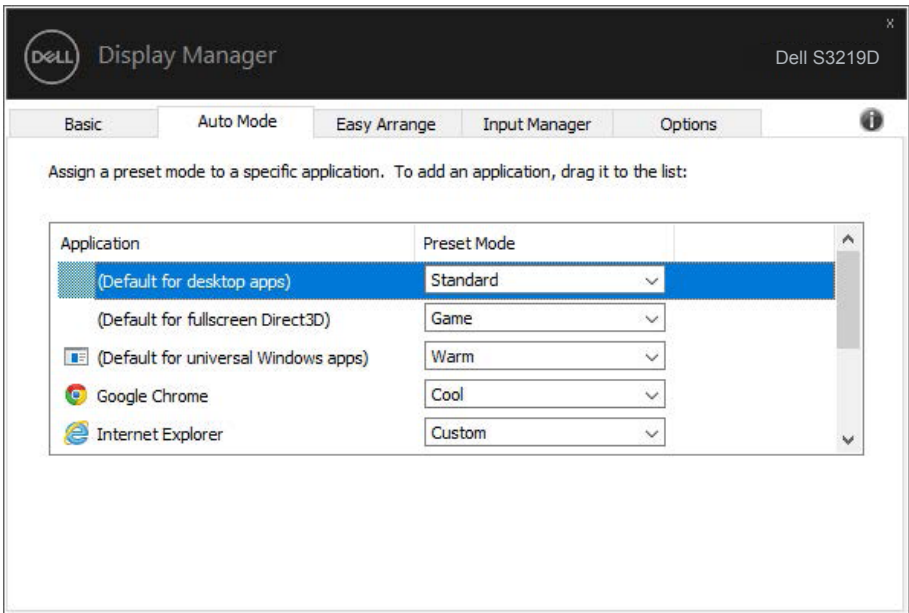 x
DELL Display Manager
Dell S3219D
Basic Auto Mode Easy Arrange Input Manager Options
Assign a preset mode to a specific application. To add an application, drag it to the list:
Application Preset Mode
(Default for desktop apps) Standard
(Default for fullscreen Direct3D) Game
(Default for universal Windows apps) Warm
Google Chrome Cool
Internet Explorer Custom